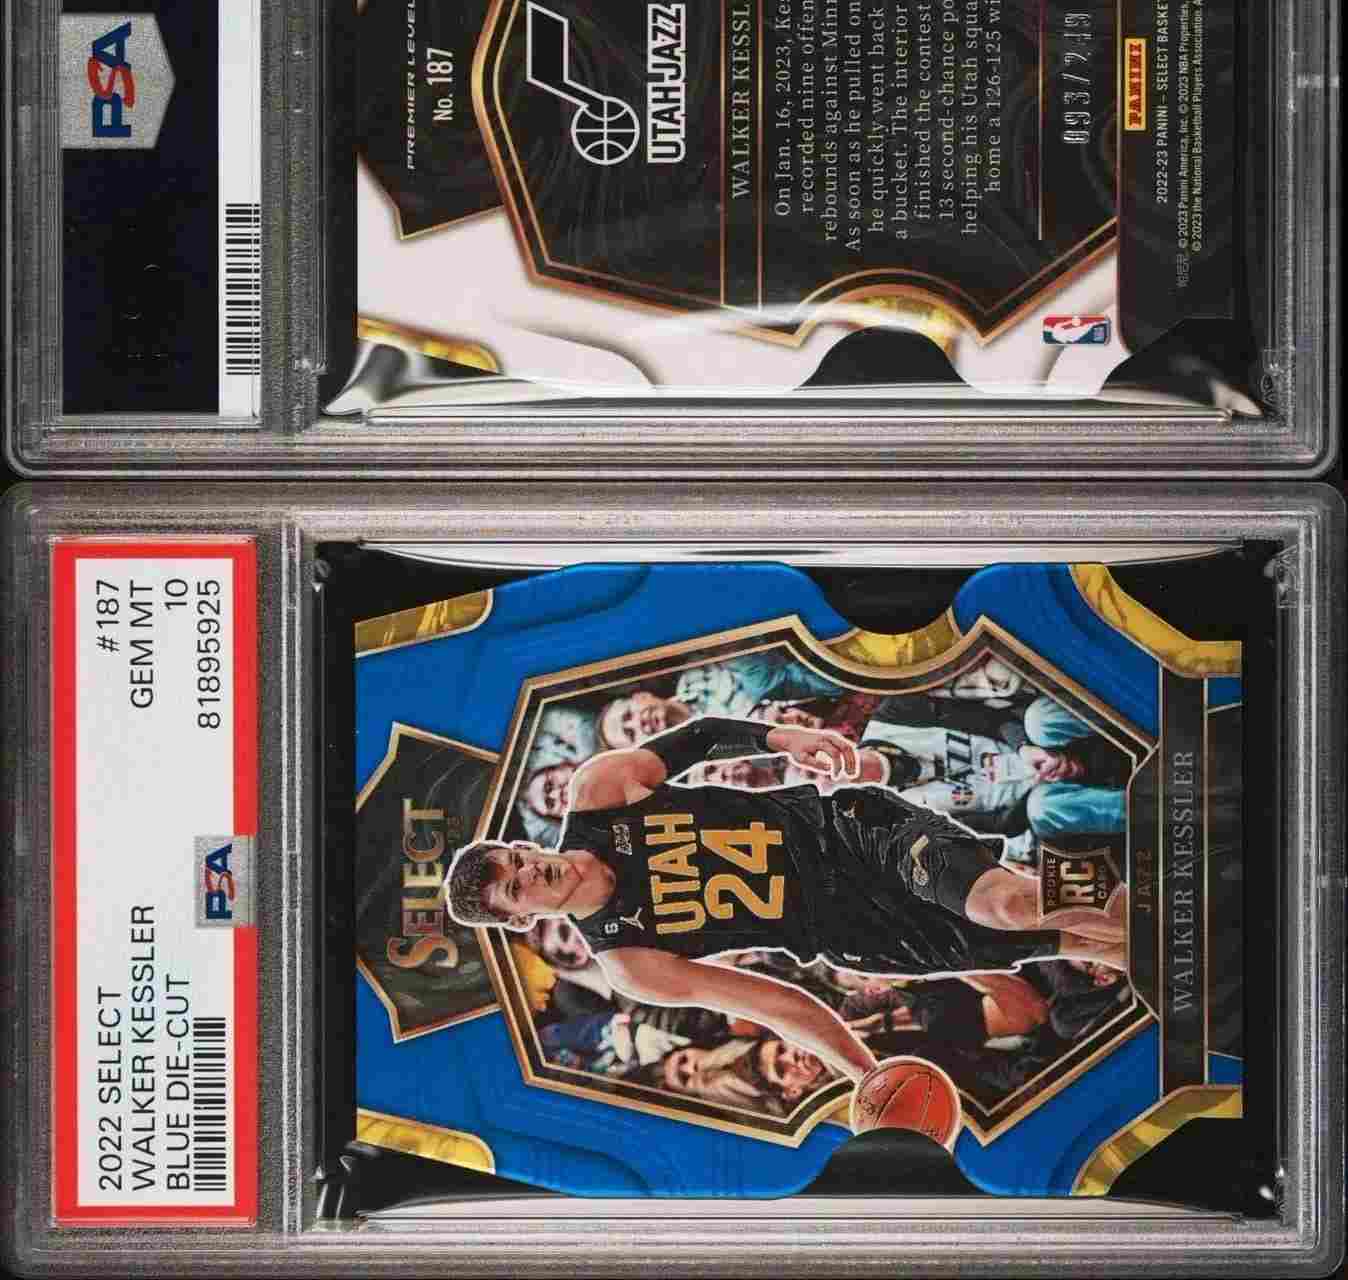 2022 SELECT
#187
WALKER KESSLER
GEM MT
BLUE DIE-CUT
10
81895925
PSA
SELECT
UTAH
24
6
ROOKIE
RC
CARD
JAZZ
WALKER KESSLER
PSA
PREMIER LEVEL
No. 187
UTAH JAZZ
WALKER KESSL
On Jan. 16, 2023, Kes
recorded nine offen
rebounds against Minn
As soon as he pulled
he quickly went back
a bucket. The interior
finished the contest
13 second-chance po
helping his Utah squa
home a 126-125 wi
093/249
PANINI
2022-23 PANINI – SELECT BASKE
© 2023 Panini America, Inc. © 2023 NBA Properties,
© 2023 the National Basketball Players Association.